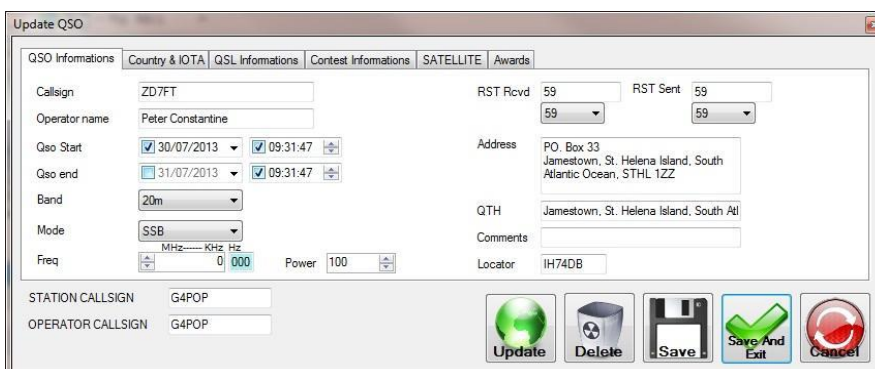 Update QSO
QSO Informations Country & IOTA QSL Informations Contest Informations SATELLITE Awards
Callsign ZD7FT RST Rcvd 59 RST Sent 59
59 59
Operator name Peter Constantine
Qso Start 30/07/2013 09:31:47 Address PO. Box 33
Jamestown, St. Helena Island, South
Qso end 31/07/2013 09:31:47 Atlantic Ocean, STHL 1ZZ
Band 20m
QTH Jamestown, St. Helena Island, South Atl
Mode SSB
Comments
MHz------ KHz Hz
Freq 0 000 Power 100 Locator IH74DB
STATION CALLSIGN G4POP
OPERATOR CALLSIGN G4POP
Update Delete Save Save And
Exit Cancel